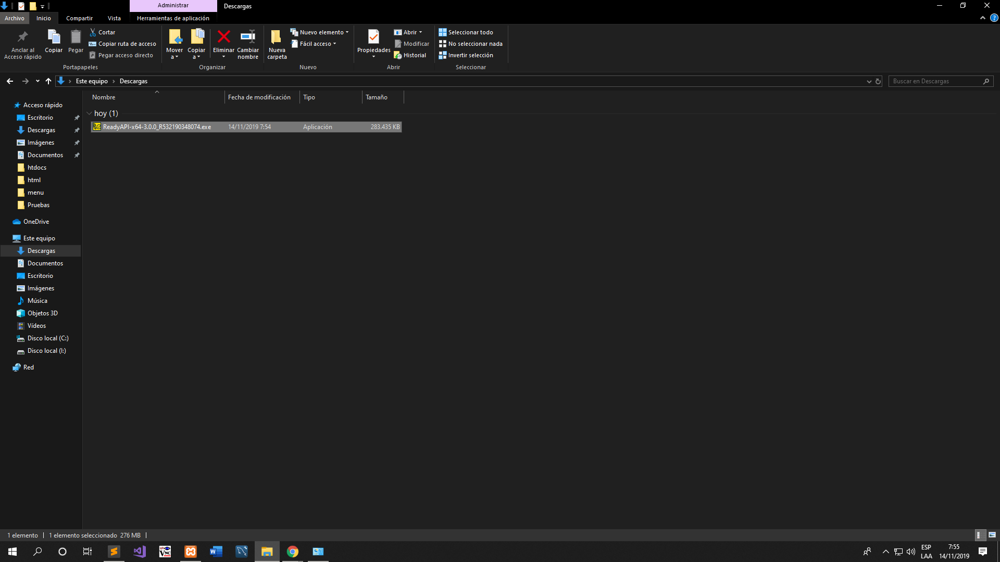 Administrar
Descargas
Archivo
Inicio
Compartir
Vista
Herramientas de aplicación
Anclar al
Acceso rápido
Copiar
Pegar
Cortar
Copiar ruta de acceso
Pegar acceso directo
Portapapeles
Mover
a
Copiar
a
Eliminar
Cambiar
nombre
Organizar
Nueva
carpeta
Nuevo elemento
Fácil acceso
Nuevo
Propiedades
Abrir
Modificar
Historial
Abrir
Seleccionar todo
No seleccionar nada
Invertir selección
Seleccionar
Este equipo
Descargas
Buscar en Descargas
Nombre
Fecha de modificación
Tipo
Tamaño
hoy (1)
ReadyAPI-x64-3.0.0_R532190348074.exe
14/11/2019 7:54
Aplicación
283.435 KB
Acceso rápido
Escritorio
Descargas
Imágenes
Documentos
htdocs
html
menu
Pruebas
OneDrive
Este equipo
Descargas
Documentos
Escritorio
Imágenes
Música
Objetos 3D
Vídeos
Disco local (C:)
Disco local (I:)
Red
1 elemento
1 elemento seleccionado 276 MB
ESP
LAA
7:55
14/11/2019